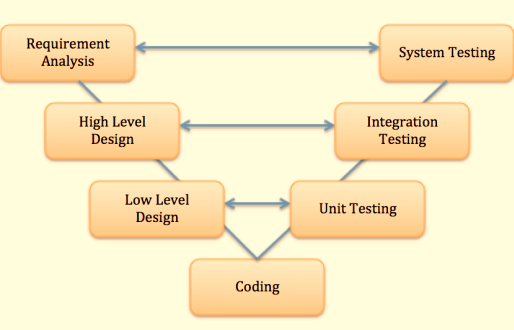 Requirement
Analysis
System Testing
High Level
Design
Integration
Testing
Low Level
Design
Unit Testing
Coding